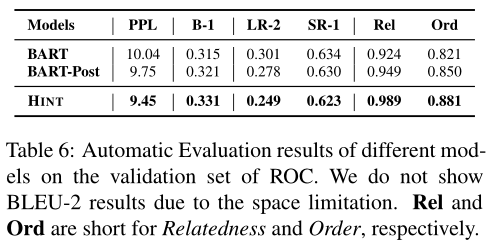 Models PPL B-1 LR-2 SR-1 Rel Ord
BART 10.04 0.315 0.301 0.634 0.924 0.821
BART-Post 9.75 0.321 0.278 0.630 0.949 0.850
HINT 9.45 0.331 0.249 0.623 0.989 0.881
Table 6: Automatic Evaluation results of different mod-
els on the validation set of ROC. We do not show
BLEU-2 results due to the space limitation. Rel and
Ord are short for Relatedness and Order, respectively.